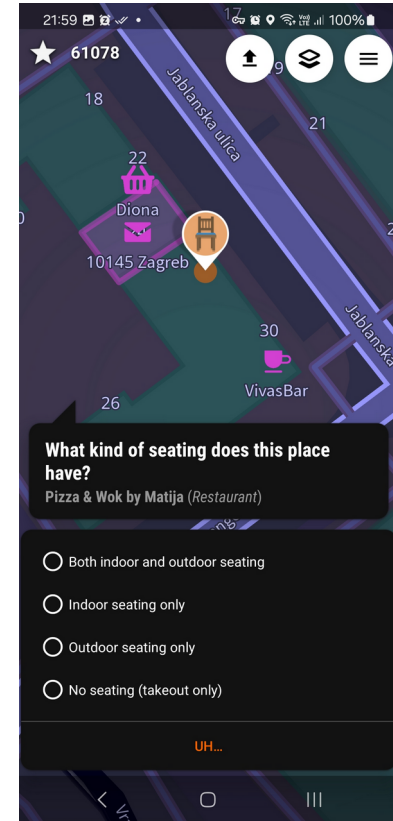 21:59
100%
61078
17
19
18
21
Jablanska ulica
22
Diona
10145 Zagreb
30
Jablanska
VivasBar
26
What kind of seating does this place
have?
Pizza & Wok by Matija (Restaurant)
Both indoor and outdoor seating
Indoor seating only
Outdoor seating only
No seating (takeout only)
UH...